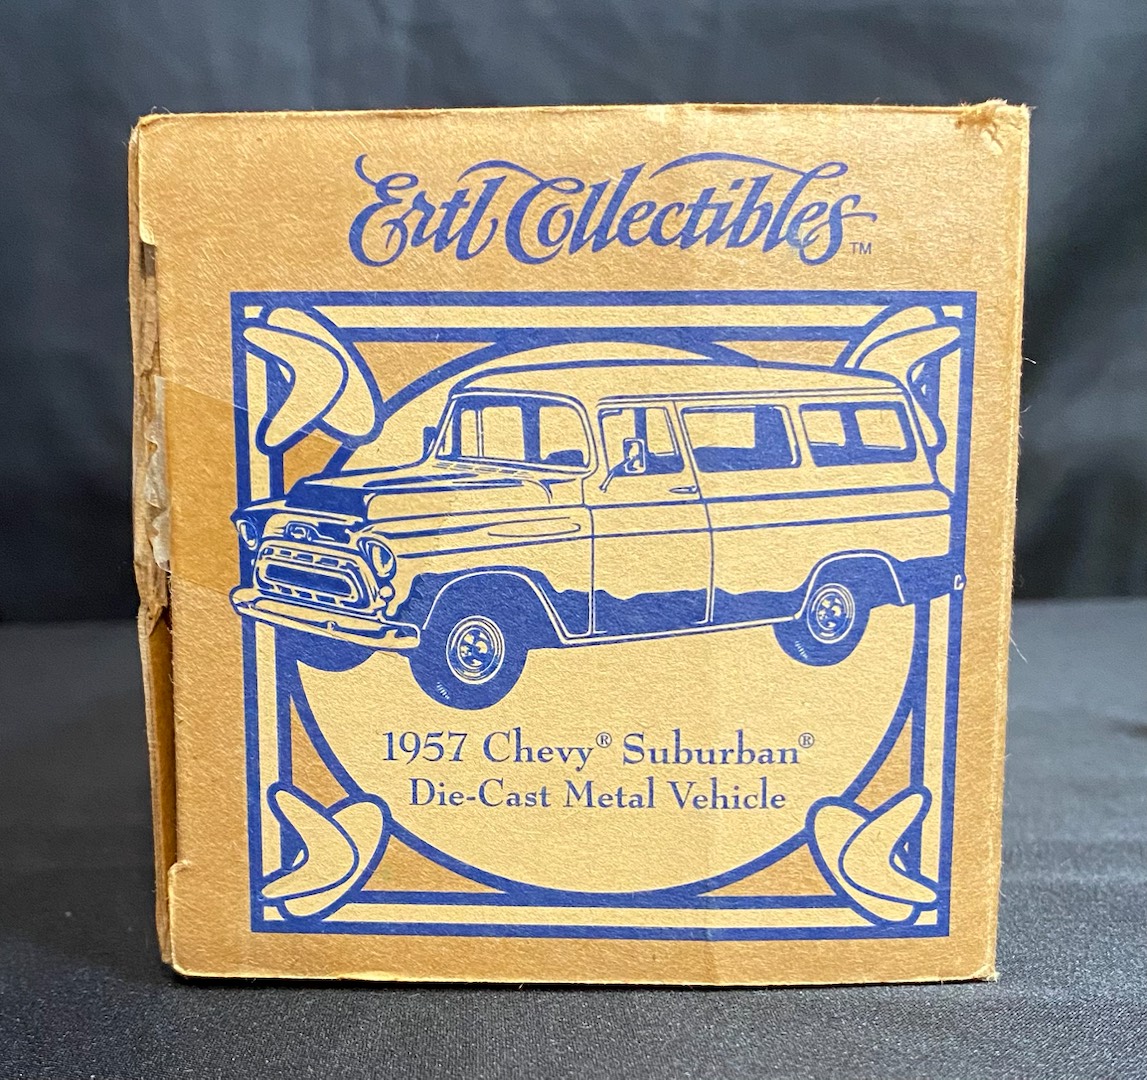 Ertl Collectibles™
1957 Chevy® Suburban®
Die-Cast Metal Vehicle